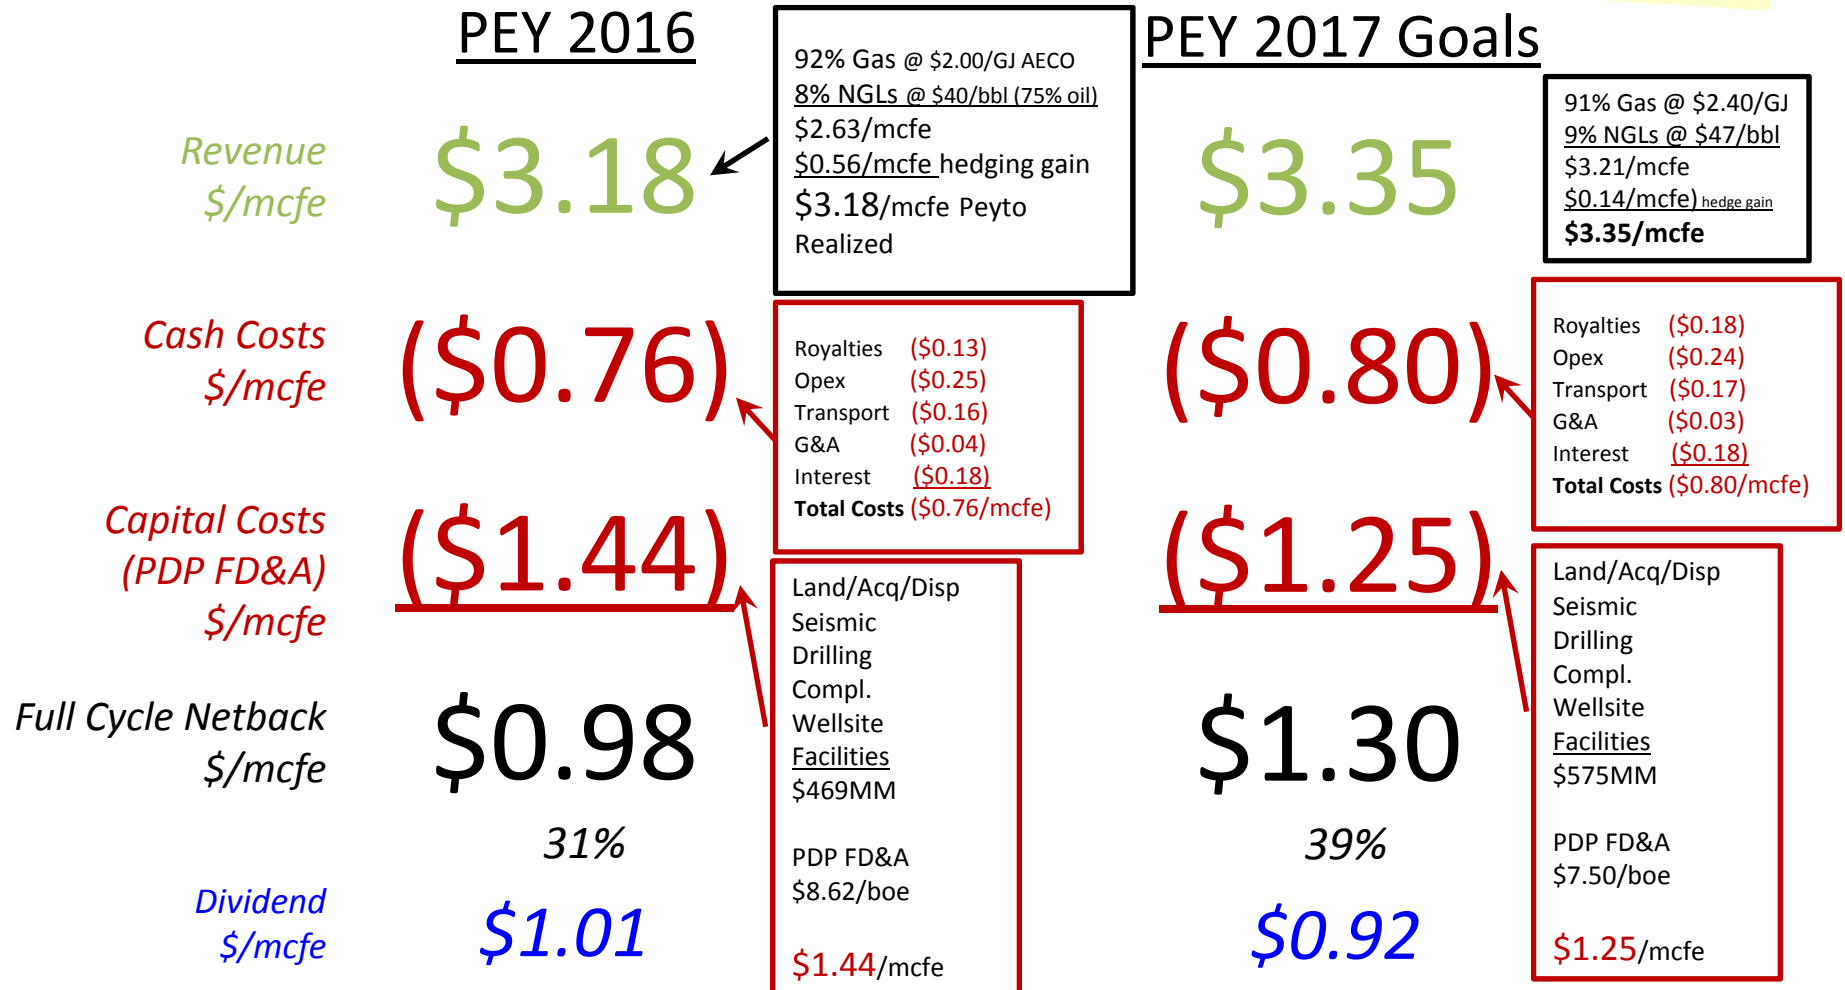 PEY 2016
PEY 2017 Goals
92% Gas @ $2.00/GJ AECO
8% NGLs @ $40/bbl (75% oil)
$2.63/mcfe
$0.56/mcfe hedging gain
$3.18/mcfe Peyto
Realized
91% Gas @ $2.40/GJ
9% NGLs @ $47/bbl
$3.21/mcfe
$0.14/mcfe) hedge gain
$3.35/mcfe
Revenue
$/mcfe
$3.18
$3.35
Cash Costs
$/mcfe
($0.76)
Royalties ($0.13)
Opex ($0.25)
Transport ($0.16)
G&A ($0.04)
Interest ($0.18)
Total Costs ($0.76/mcfe)
($0.80)
Royalties ($0.18)
Opex ($0.24)
Transport ($0.17)
G&A ($0.03)
Interest ($0.18)
Total Costs ($0.80/mcfe)
Capital Costs
(PDP FD&A)
$/mcfe
($1.44)
Land/Acq/Disp
Seismic
Drilling
Compl.
Wellsite
Facilities
$469MM
PDP FD&A
$8.62/boe
$1.44/mcfe
($1.25)
Land/Acq/Disp
Seismic
Drilling
Compl.
Wellsite
Facilities
$575MM
PDP FD&A
$7.50/boe
$1.25/mcfe
Full Cycle Netback
$/mcfe
$0.98
31%
$1.30
39%
Dividend
$/mcfe
$1.01
$0.92